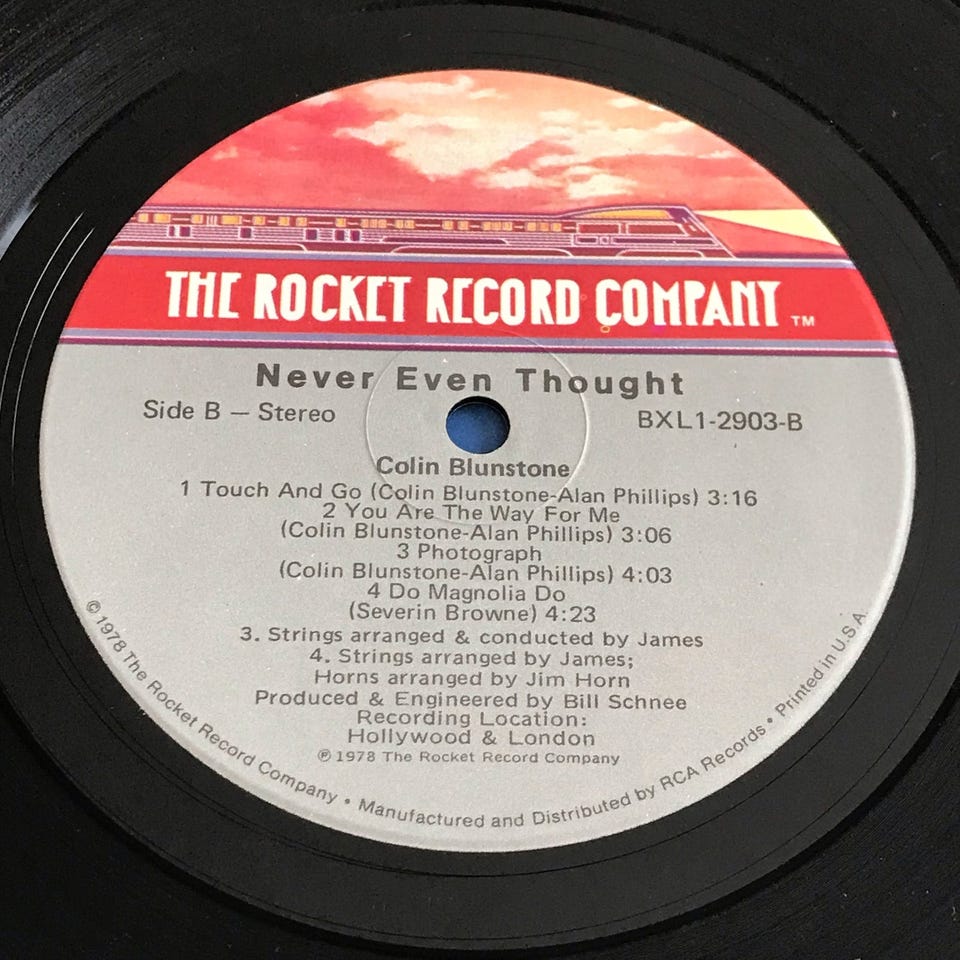 THE ROCKET RECORD COMPANY ™
Never Even Thought
Side B — Stereo
BXL1-2903-B
Colin Blunstone
1 Touch And Go (Colin Blunstone-Alan Phillips) 3:16
2 You Are The Way For Me
(Colin Blunstone-Alan Phillips) 3:06
3 Photograph
(Colin Blunstone-Alan Phillips) 4:03
4 Do Magnolia Do
(Severin Browne) 4:23
3. Strings arranged & conducted by James
4. Strings arranged by James;
Horns arranged by Jim Horn
Produced & Engineered by Bill Schnee
Recording Location:
Hollywood & London
℗ 1978 The Rocket Record Company
© 1978 The Rocket Record Company • Manufactured and Distributed by RCA Records • Printed in U.S.A.